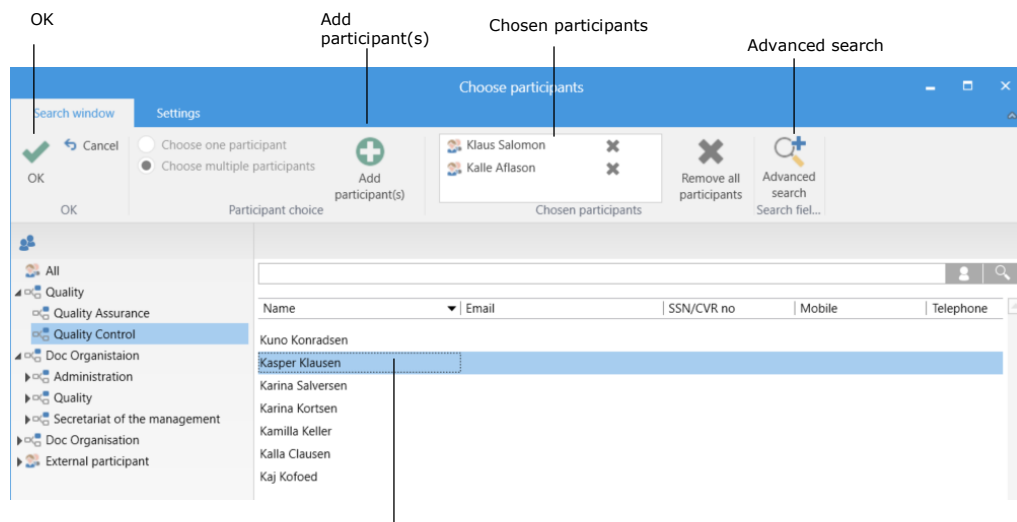 OK
Add
participant(s)
Chosen participants
Advanced search
Choose participants
Search window
Settings
Cancel
OK
OK
Choose one participant
Choose multiple participants
Add
participant(s)
Participant choice
Klaus Salomon
Kalle Aflason
Remove all
participants
Chosen participants
Advanced
search
Search fiel...
All
Quality
Quality Assurance
Quality Control
Doc Organistaion
Administration
Quality
Secretariat of the management
Doc Organisation
External participant
Name Email SSN/CVR no Mobile Telephone
Kuno Konradsen
Kasper Klausen
Karina Salversen
Karina Kortsen
Kamilla Keller
Kalla Clausen
Kaj Kofoed